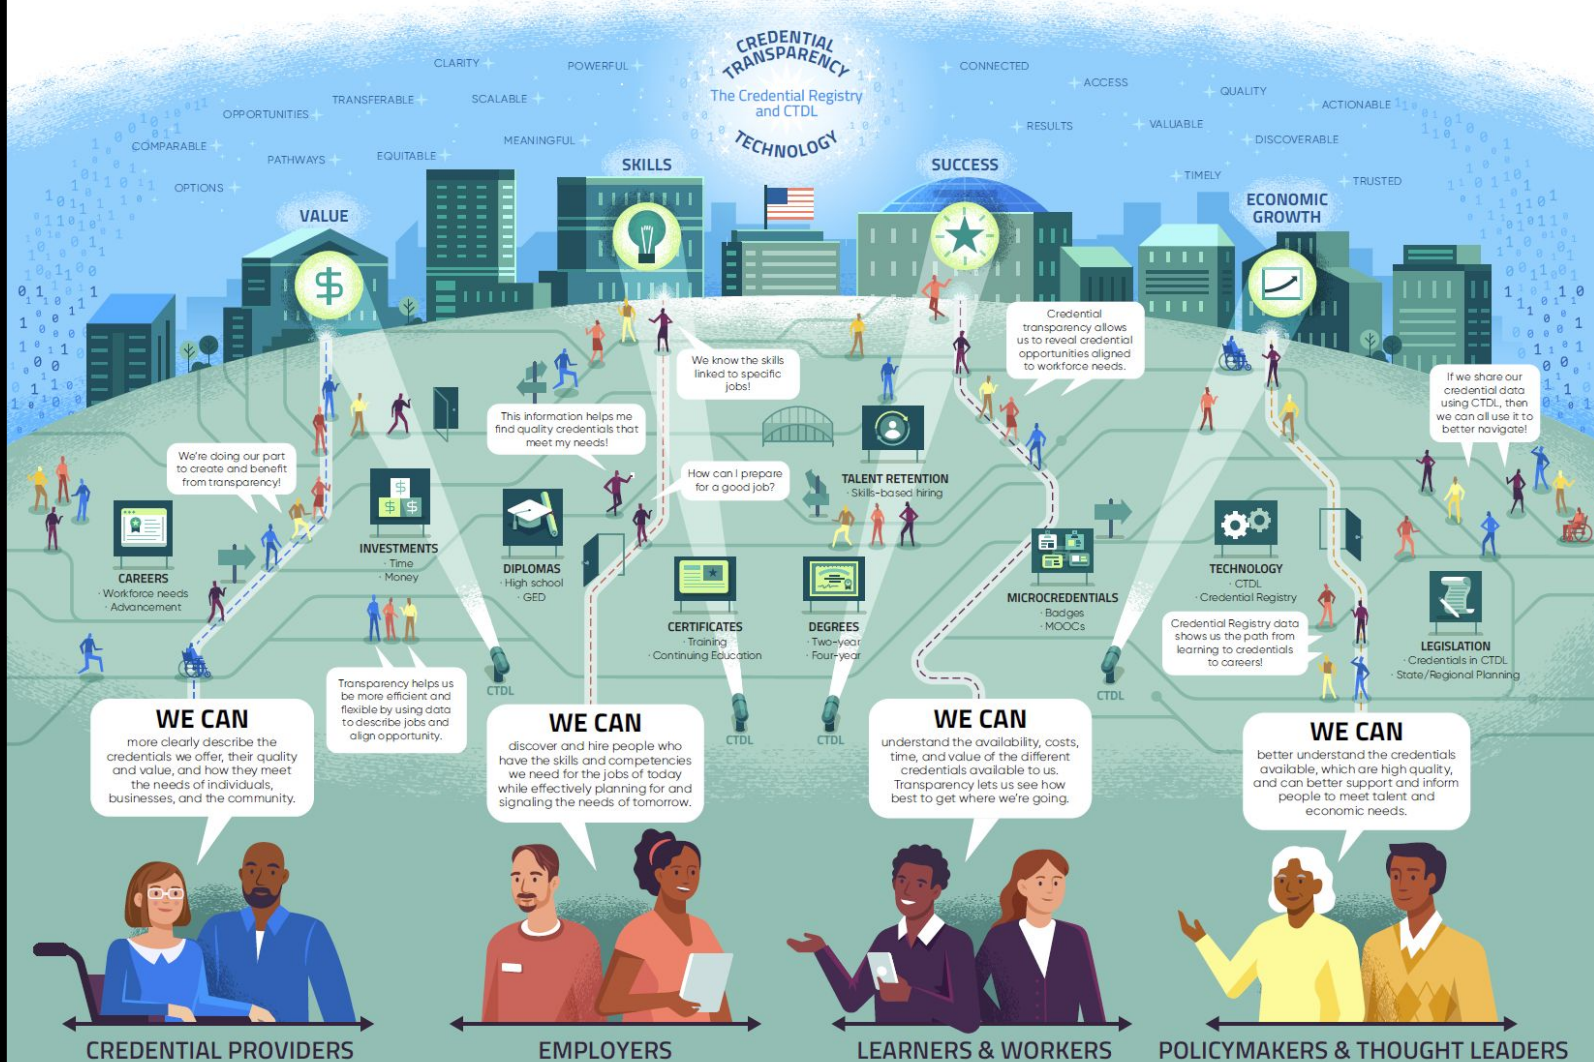 CREDENTIAL
TRANSPARENCY
The Credential Registry
and CTDL
TECHNOLOGY
CLARITY
POWERFUL
TRANSFERABLE
SCALABLE
OPPORTUNITIES
COMPARABLE
PATHWAYS
EQUITABLE
MEANINGFUL
OPTIONS
CONNECTED
ACCESS
QUALITY
ACTIONABLE
RESULTS
VALUABLE
DISCOVERABLE
TIMELY
TRUSTED
VALUE
$
SKILLS
SUCCESS
ECONOMIC
GROWTH
We know the skills
linked to specific
jobs!
Credential
transparency allows
us to reveal credential
opportunities aligned
to workforce needs.
If we share our
credential data
using CTDL, then
we can all use it to
better navigate!
This information helps me
find quality credentials that
meet my needs!
We're doing our part
to create and benefit
from transparency!
How can I prepare
for a good job?
TALENT RETENTION
· Skills-based hiring
$
$ $
INVESTMENTS
· Time
· Money
CAREERS
· Workforce needs
· Advancement
DIPLOMAS
· High school
· GED
CERTIFICATES
· Training
· Continuing Education
DEGREES
· Two-year
· Four-year
MICROCREDENTIALS
· Badges
· MOOCs
TECHNOLOGY
· CTDL
· Credential Registry
Credential Registry data
shows us the path from
learning to credentials
to careers!
LEGISLATION
· Credentials in CTDL
· State/Regional Planning
Transparency helps us
be more efficient and
flexible by using data
to describe jobs and
align opportunity.
CTDL
CTDL
CTDL
CTDL
WE CAN
more clearly describe the
credentials we offer, their quality
and value, and how they meet
the needs of individuals,
businesses, and the community.
WE CAN
discover and hire people who
have the skills and competencies
we need for the jobs of today
while effectively planning for and
signaling the needs of tomorrow.
WE CAN
understand the availability, costs,
time, and value of the different
credentials available to us.
Transparency lets us see how
best to get where we're going.
WE CAN
better understand the credentials
available, which are high quality,
and can better support and inform
people to meet talent and
economic needs.
CREDENTIAL PROVIDERS
EMPLOYERS
LEARNERS & WORKERS
POLICYMAKERS & THOUGHT LEADERS